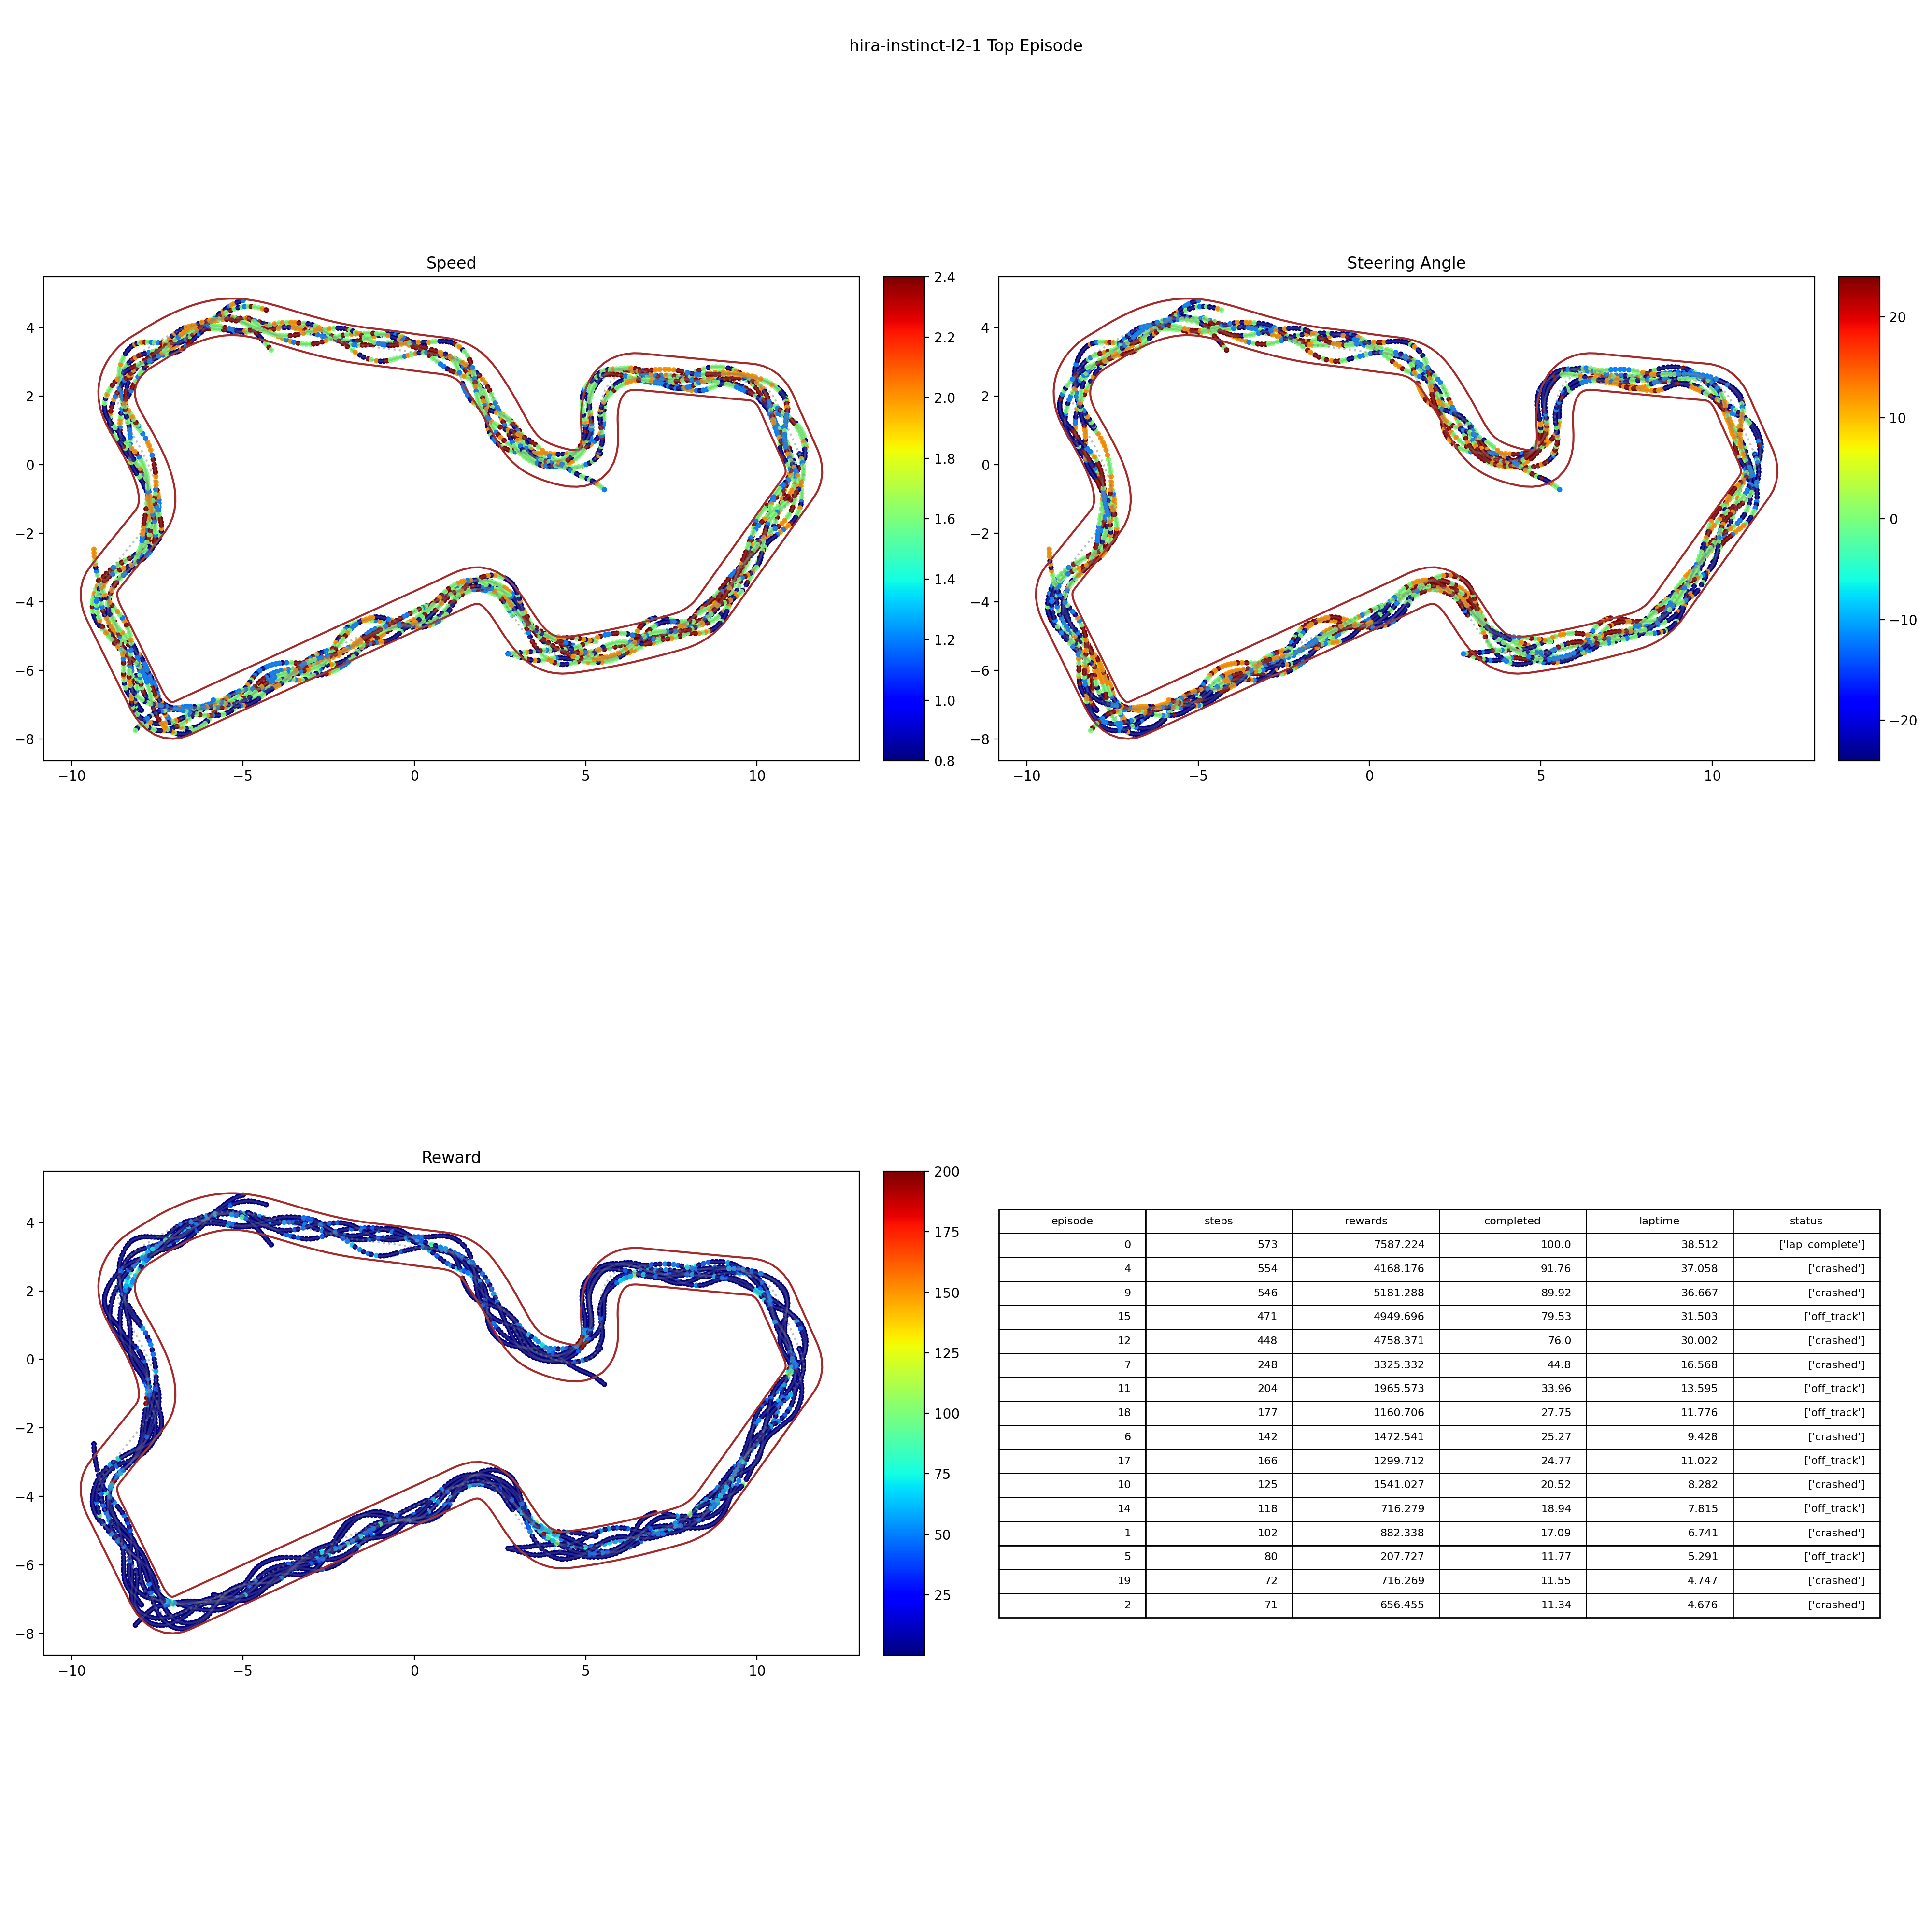 hira-instinct-l2-1 Top Episode
Speed
4
2
0
−2
−4
−6
−8
−10
−5
0
5
10
2.4
2.2
2.0
1.8
1.6
1.4
1.2
1.0
0.8
Steering Angle
4
2
0
−2
−4
−6
−8
−10
−5
0
5
10
20
10
0
−10
−20
Reward
4
2
0
−2
−4
−6
−8
−10
−5
0
5
10
200
175
150
125
100
75
50
25
episode steps rewards completed laptime status
0 573 7587.224 100.0 38.512 ['lap_complete']
4 554 4168.176 91.76 37.058 ['crashed']
9 546 5181.288 89.92 36.667 ['crashed']
15 471 4949.696 79.53 31.503 ['off_track']
12 448 4758.371 76.0 30.002 ['crashed']
7 248 3325.332 44.8 16.568 ['crashed']
11 204 1965.573 33.96 13.595 ['off_track']
18 177 1160.706 27.75 11.776 ['off_track']
6 142 1472.541 25.27 9.428 ['crashed']
17 166 1299.712 24.77 11.022 ['off_track']
10 125 1541.027 20.52 8.282 ['crashed']
14 118 716.279 18.94 7.815 ['off_track']
1 102 882.338 17.09 6.741 ['crashed']
5 80 207.727 11.77 5.291 ['off_track']
19 72 716.269 11.55 4.747 ['crashed']
2 71 656.455 11.34 4.676 ['crashed']